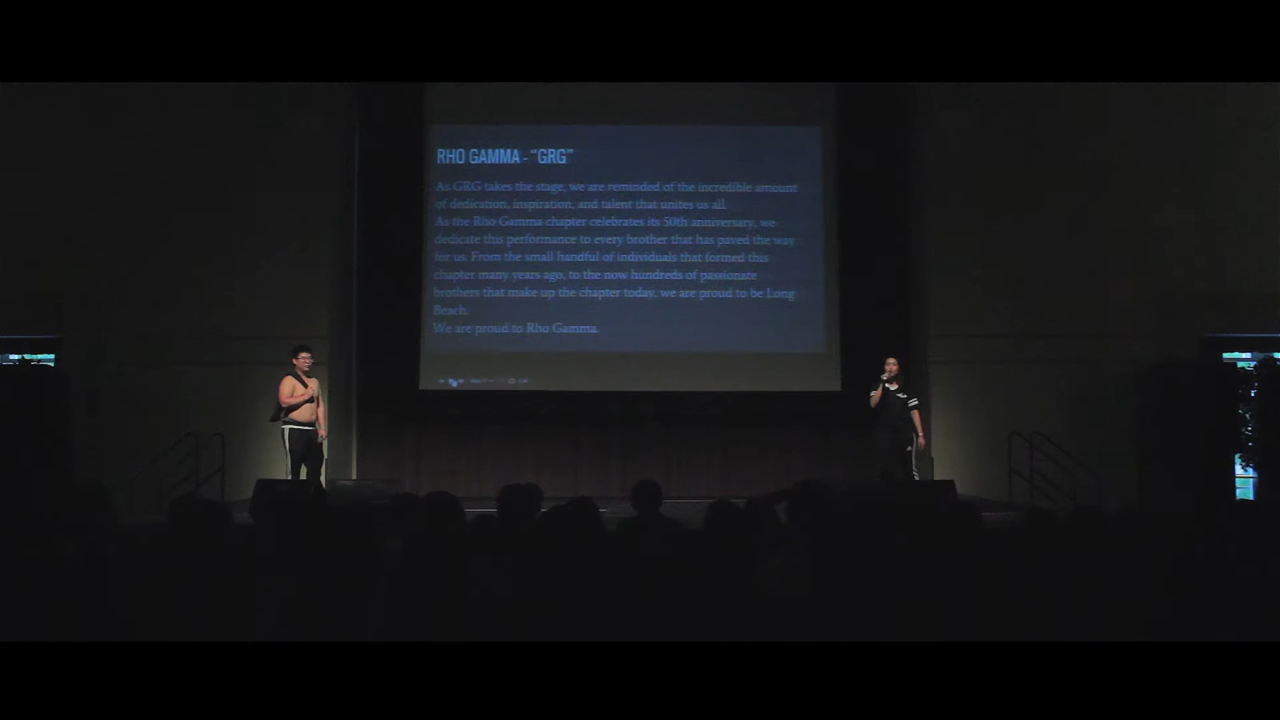 RHO GAMMA - “GRG”
As GRG takes the stage, we are reminded of the incredible amount
of dedication, inspiration, and talent that unites us all.
As the Rho Gamma chapter celebrates its 50th anniversary, we
dedicate this performance to every brother that has paved the way
for us. From the small handful of individuals that formed this
chapter many years ago, to the now hundreds of passionate
brothers that make up the chapter today, we are proud to be Long
Beach.
We are proud to Rho Gamma.